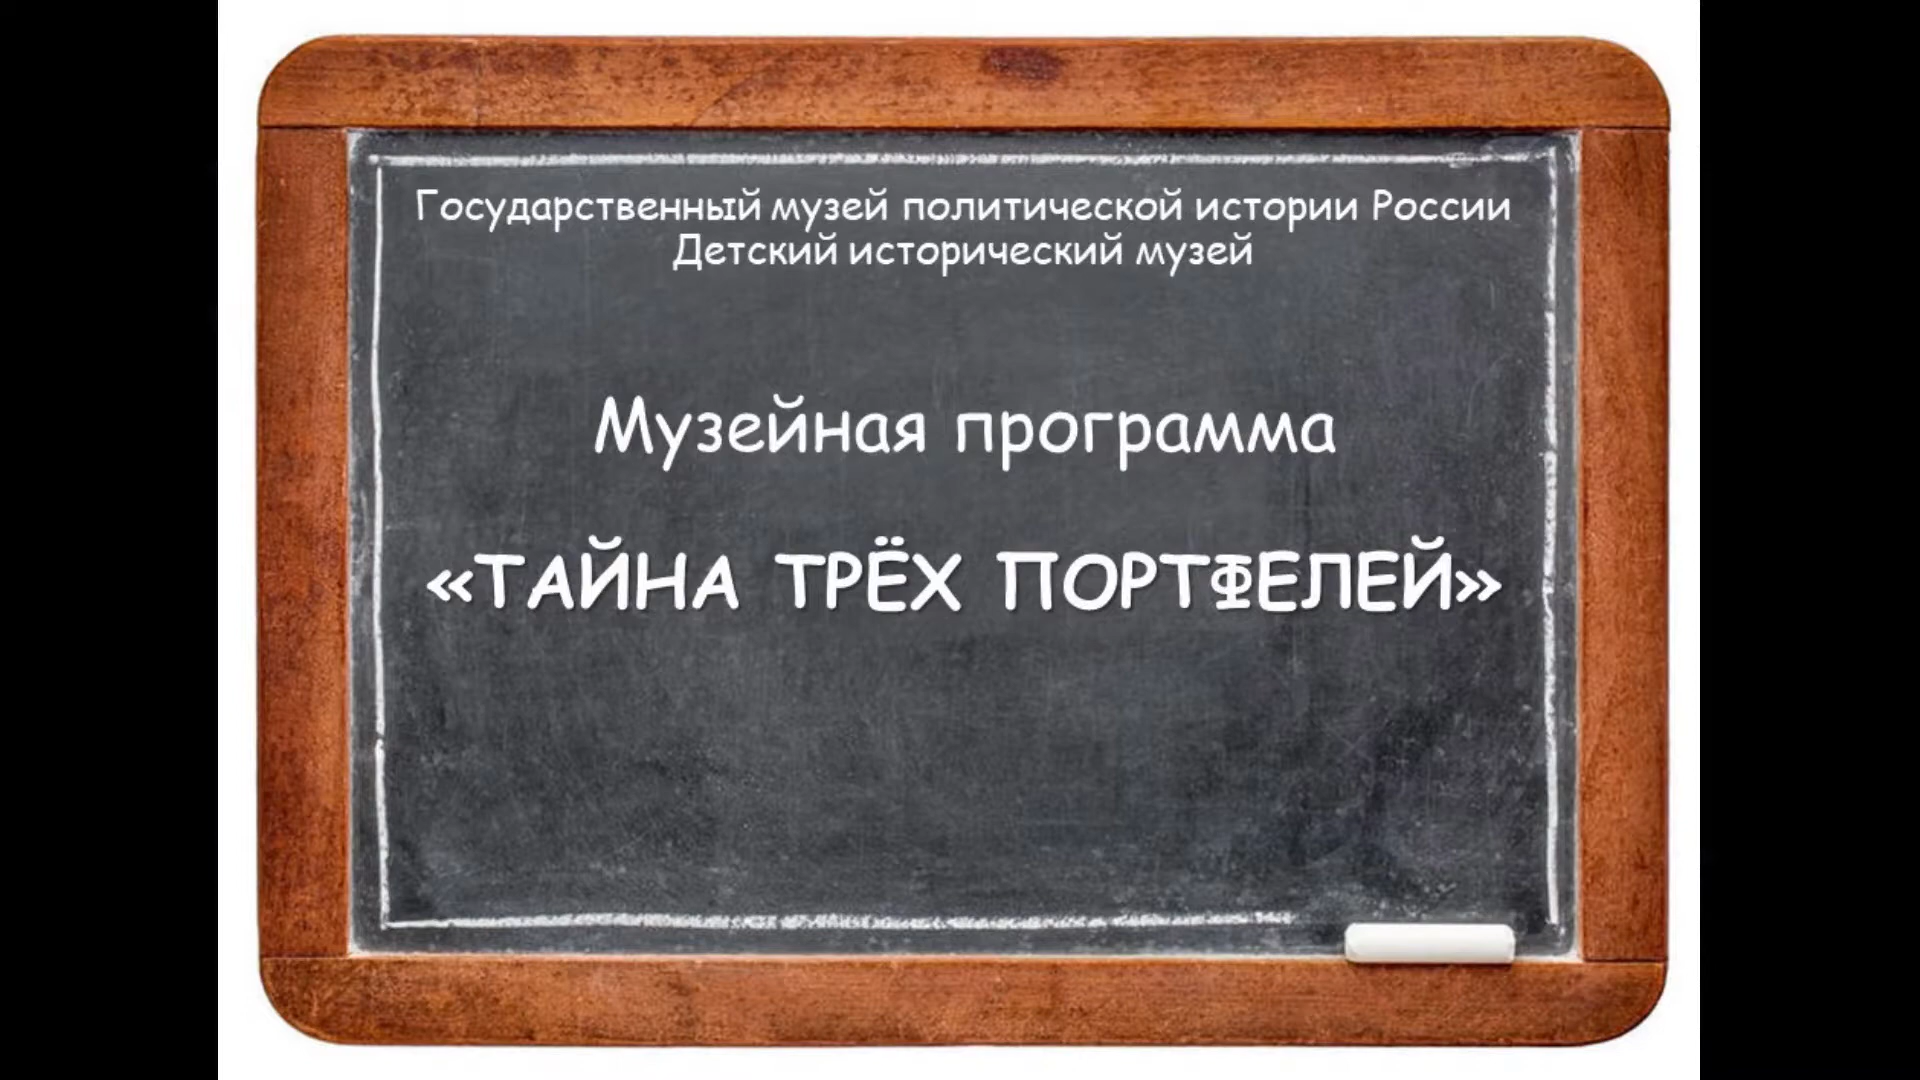 Государственный музей политической истории России
Детский исторический музей
Музейная программа
«ТАЙНА ТРЁХ ПОРТФЕЛЕЙ»